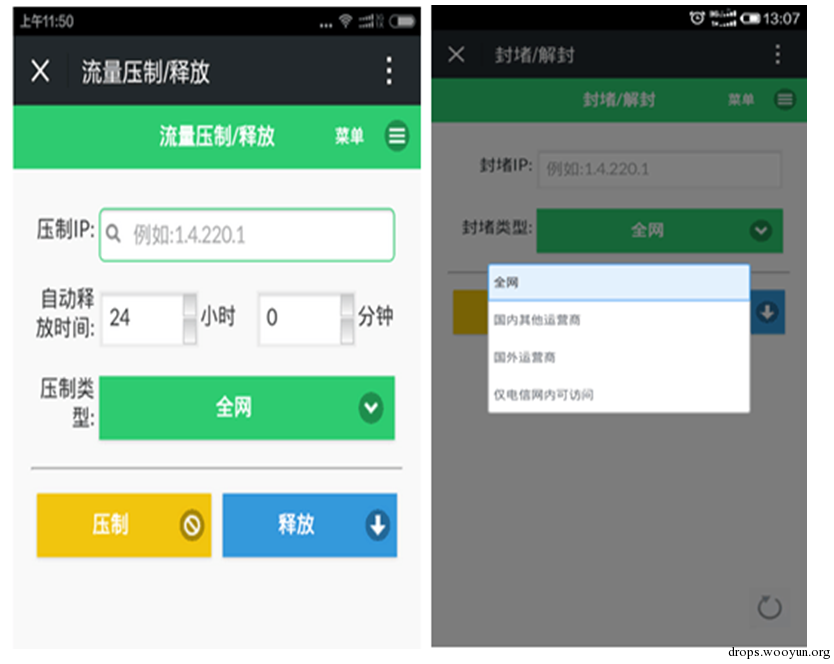 上午11:50
流量压制/释放
流量压制/释放 菜单
压制IP: 例如:1.4.220.1
自动释
放时间: 24 小时 0 分钟
压制类
型: 全网
压制 释放
13:07
封堵/解封
封堵/解封 菜单
封堵IP: 例如:1.4.220.1
封堵类型: 全网
全网
国内其他运营商
国外运营商
仅电信网内可访问
drops.wooyun.org